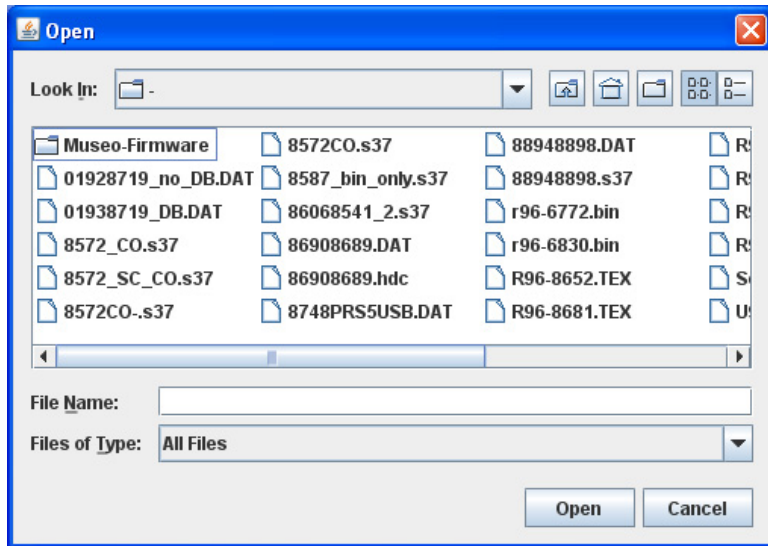 Open
Look In: -
Museo-Firmware 8572CO.s37 88948898.DAT
01928719_no_DB.DAT 8587_bin_only.s37 88948898.s37
01938719_DB.DAT 86068541_2.s37 r96-6772.bin
8572_CO.s37 86908689.DAT r96-6830.bin
8572_SC_CO.s37 86908689.hdc R96-8652.TEX
8572CO-.s37 8748PRS5USB.DAT R96-8681.TEX
File Name:
Files of Type: All Files
Open Cancel